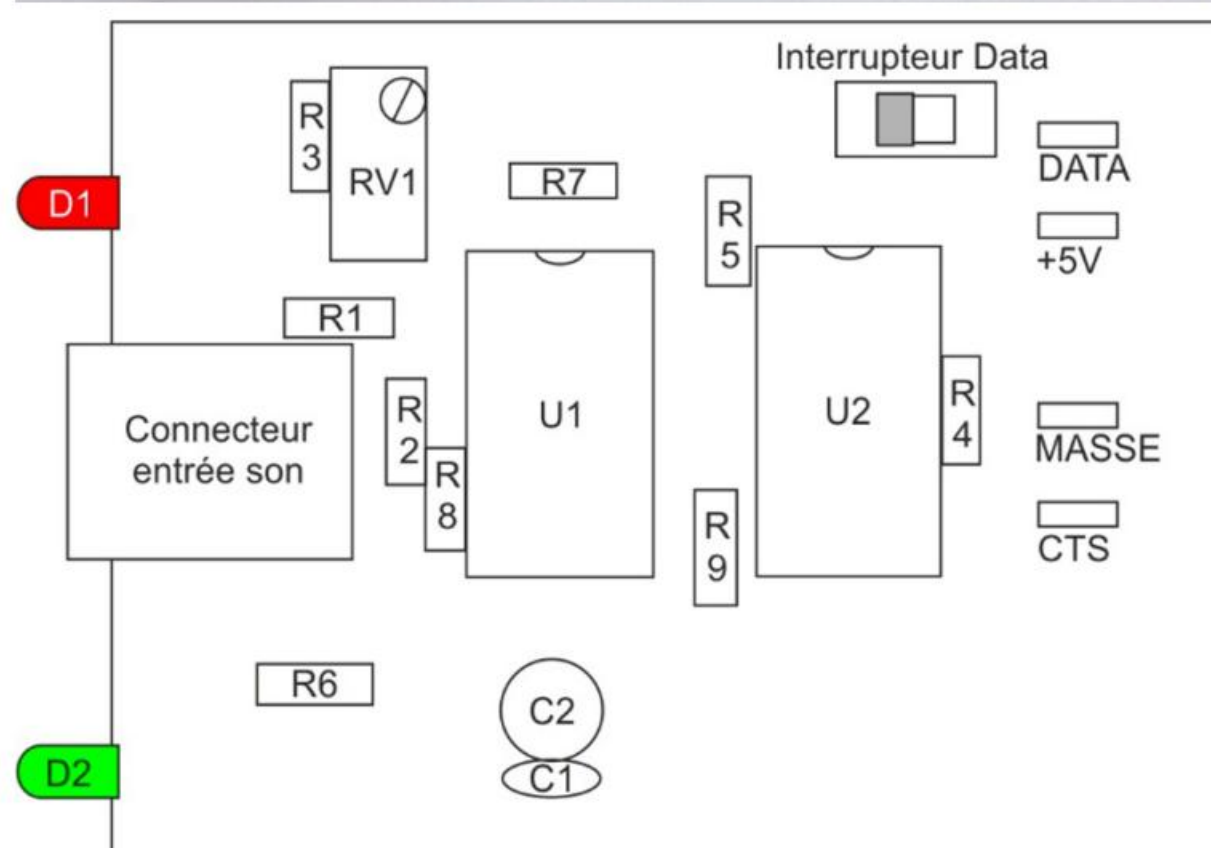 Interrupteur Data
R
3
RV1
DATA
D1
R7
R
5
+5V
R1
Connecteur
entrée son
R
2
R
8
U1
U2
R
4
MASSE
R
9
CTS
R6
C2
C1
D2